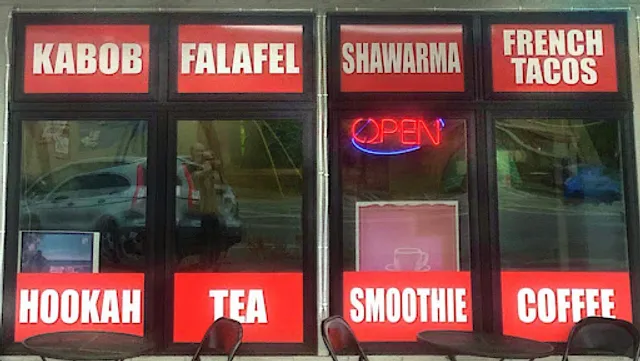 KABOB
FALAFEL
SHAWARMA
FRENCH
TACOS
OPEN
HOOKAH
TEA
SMOOTHIE
COFFEE